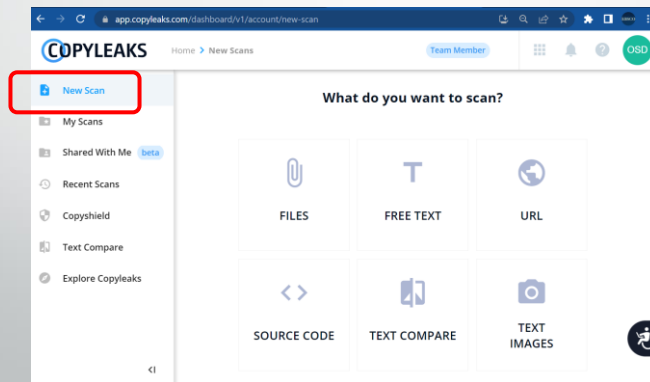 app.copyleaks.com/dashboard/v1/account/new-scan
COPYLEAKS
Home > New Scans
Team Member
OSD
New Scan
My Scans
Shared With Me beta
Recent Scans
Copyshield
Text Compare
Explore Copyleaks
What do you want to scan?
FILES
FREE TEXT
URL
SOURCE CODE
TEXT COMPARE
TEXT
IMAGES